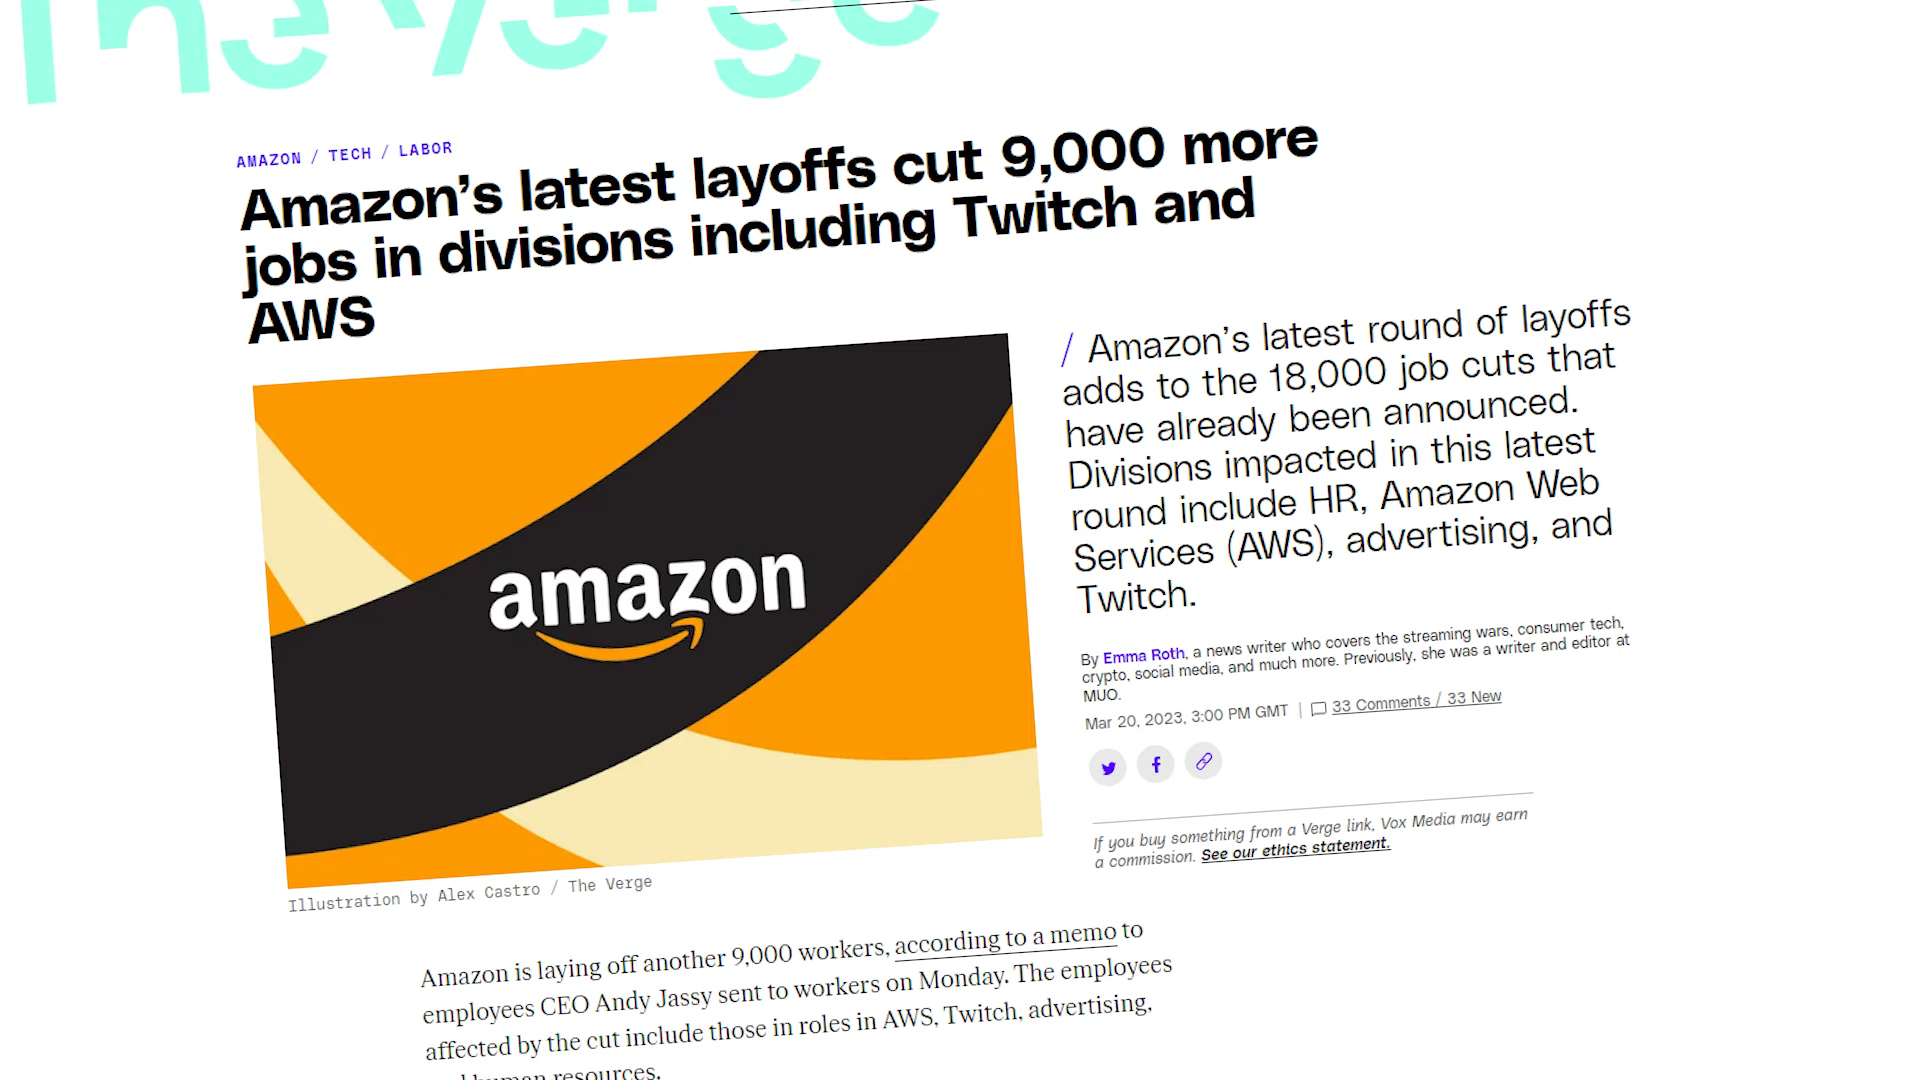 The Verge
AMAZON / TECH / LABOR
Amazon’s latest layoffs cut 9,000 more
jobs in divisions including Twitch and
AWS
amazon
/ Amazon’s latest round of layoffs
adds to the 18,000 job cuts that
have already been announced.
Divisions impacted in this latest
round include HR, Amazon Web
Services (AWS), advertising, and
Twitch.
By Emma Roth, a news writer who covers the streaming wars, consumer tech,
crypto, social media, and much more. Previously, she was a writer and editor at
MUO.
Mar 20, 2023, 3:00 PM GMT | 33 Comments / 33 New
If you buy something from a Verge link, Vox Media may earn
a commission. See our ethics statement.
Illustration by Alex Castro / The Verge
Amazon is laying off another 9,000 workers, according to a memo to
employees CEO Andy Jassy sent to workers on Monday. The employees
affected by the cut include those in roles in AWS, Twitch, advertising,
and human resources.